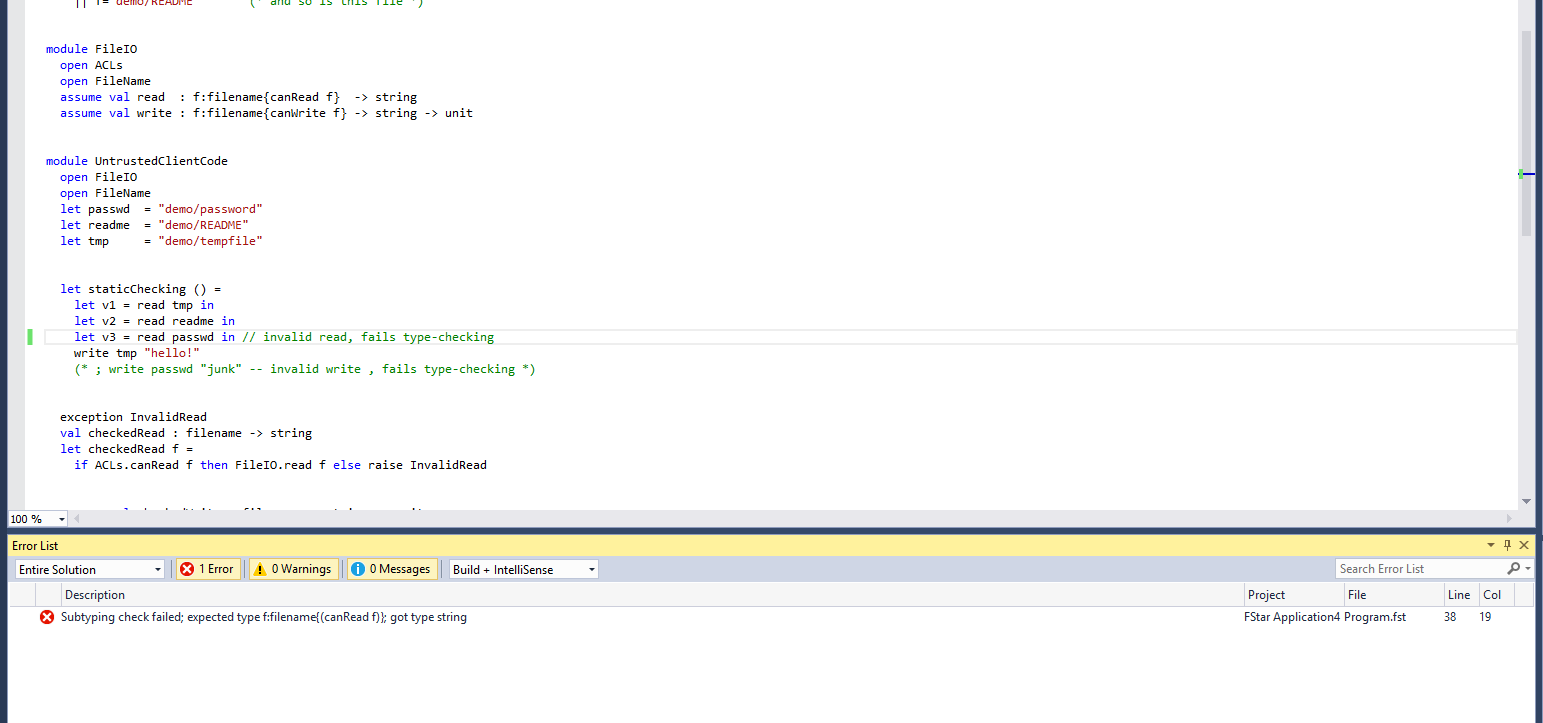 || f="demo/README" (* and so is this file *)
module FileIO
open ACLs
open FileName
assume val read : f:filename{canRead f} -> string
assume val write : f:filename{canWrite f} -> string -> unit
module UntrustedClientCode
open FileIO
open FileName
let passwd = "demo/password"
let readme = "demo/README"
let tmp = "demo/tempfile"
let staticChecking () =
let v1 = read tmp in
let v2 = read readme in
let v3 = read passwd in // invalid read, fails type-checking
write tmp "hello!"
(* ; write passwd "junk" -- invalid write , fails type-checking *)
exception InvalidRead
val checkedRead : filename -> string
let checkedRead f =
if ACLs.canRead f then FileIO.read f else raise InvalidRead
100 %
Error List
Entire Solution 1 Error 0 Warnings 0 Messages Build + IntelliSense Search Error List
Description Project File Line Col
Subtyping check failed; expected type f:filename{(canRead f)}; got type string FStar Application4 Program.fst 38 19